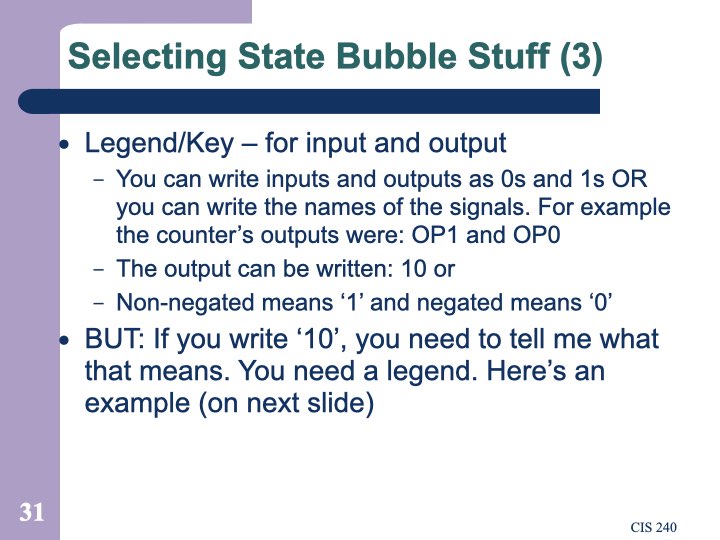 Selecting State Bubble Stuff (3)
• Legend/Key – for input and output
– You can write inputs and outputs as 0s and 1s OR
you can write the names of the signals. For example
the counter’s outputs were: OP1 and OP0
– The output can be written: 10 or
– Non-negated means ‘1’ and negated means ‘0’
• BUT: If you write ‘10’, you need to tell me what
that means. You need a legend. Here’s an
example (on next slide)
31
CIS 240